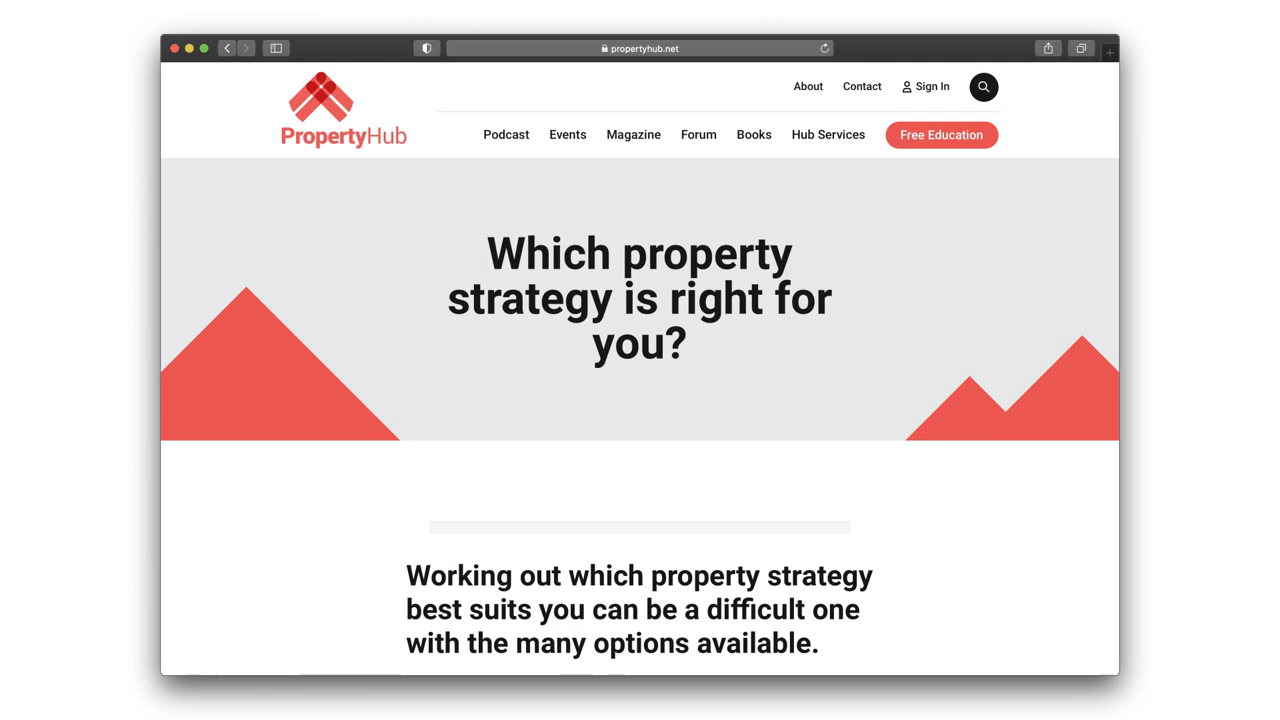 propertyhub.net
About Contact Sign In
PropertyHub
Podcast Events Magazine Forum Books Hub Services Free Education
Which property
strategy is right for
you?
Working out which property strategy
best suits you can be a difficult one
with the many options available.